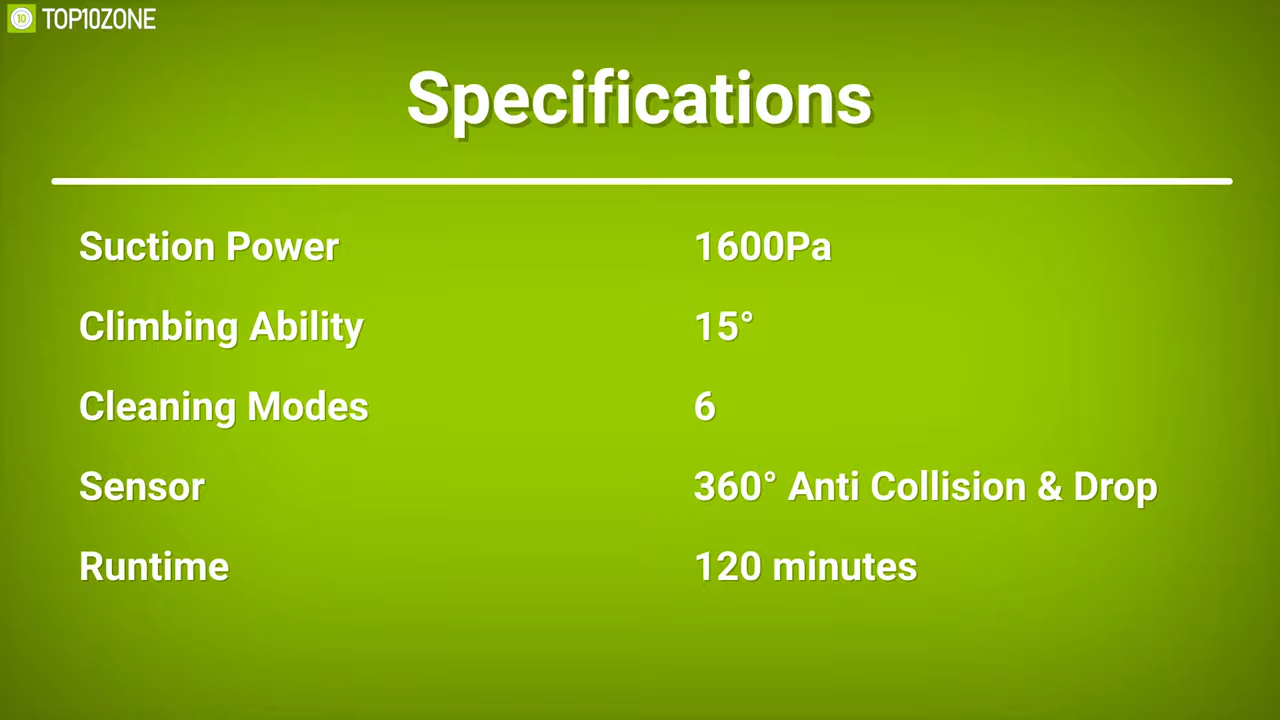 TOP10ZONE
Specifications
Suction Power 1600Pa
Climbing Ability 15°
Cleaning Modes 6
Sensor 360° Anti Collision & Drop
Runtime 120 minutes